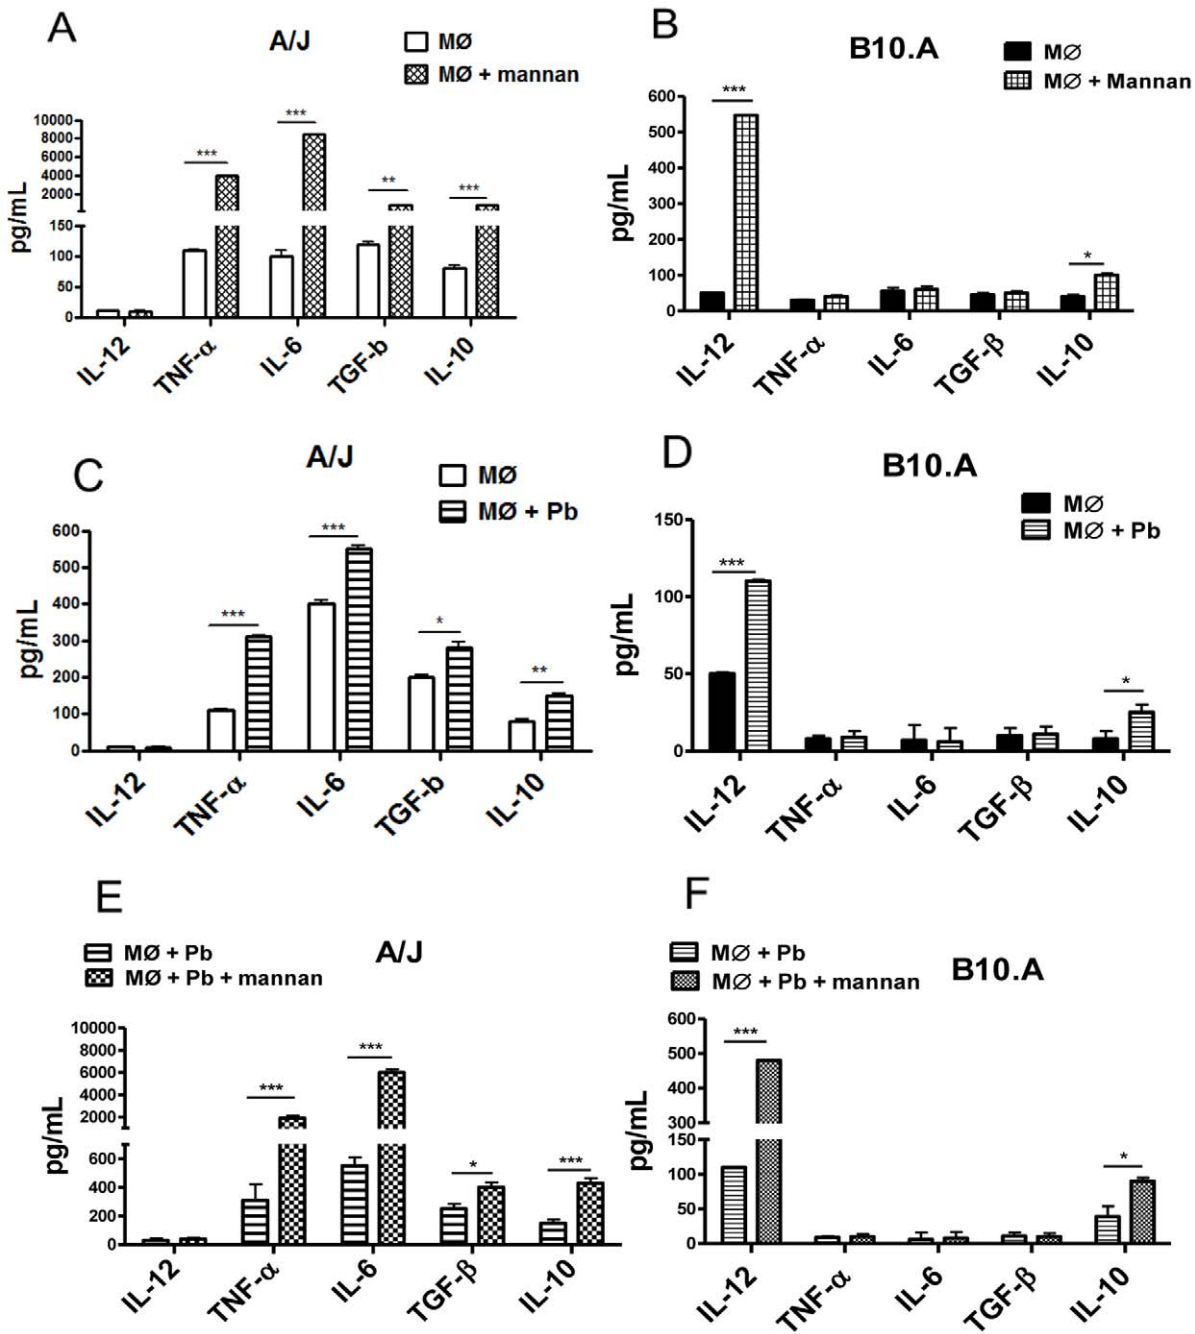 A
A/J
MØ
MØ + mannan
pg/mL
10000
8000
6000
4000
2000
150
100
50
0
***
***
**
***
IL-12
TNF-α
IL-6
TGF-b
IL-10
B
B10.A
MØ
MØ + Mannan
pg/mL
600
500
400
300
200
100
0
***
*
IL-12
TNF-α
IL-6
TGF-β
IL-10
C
A/J
MØ
MØ + Pb
pg/mL
600
500
400
300
200
100
0
***
***
*
**
IL-12
TNF-α
IL-6
TGF-b
IL-10
D
B10.A
MØ
MØ + Pb
pg/mL
150
100
50
0
***
*
IL-12
TNF-α
IL-6
TGF-β
IL-10
E
MØ + Pb
MØ + Pb + mannan
A/J
pg/mL
10000
8000
6000
4000
2000
600
400
200
0
***
***
*
***
IL-12
TNF-α
IL-6
TGF-β
IL-10
F
MØ + Pb
MØ + Pb + mannan
B10.A
pg/mL
600
500
400
300
150
100
50
0
***
*
IL-12
TNF-α
IL-6
TGF-β
IL-10